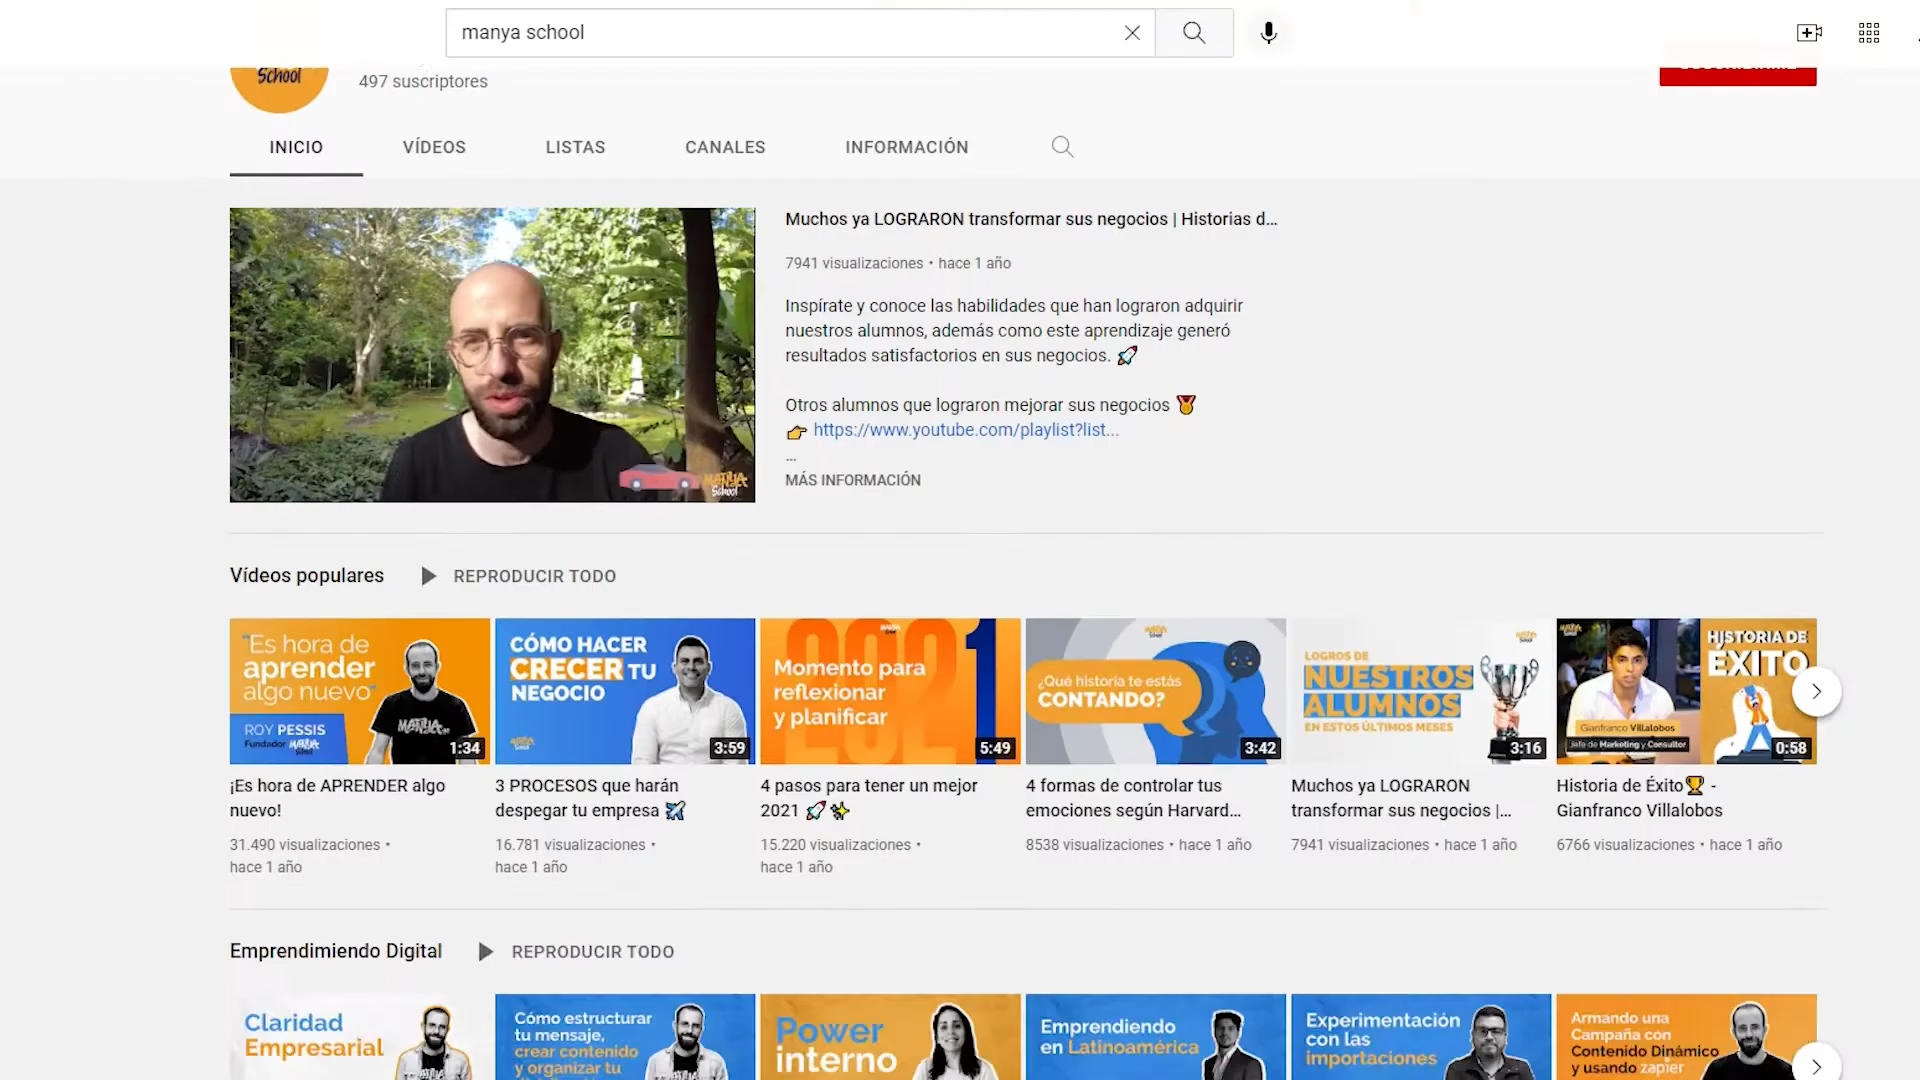 manya school
School
497 suscriptores
INICIO
VÍDEOS
LISTAS
CANALES
INFORMACIÓN
MANYA
School
Muchos ya LOGRARON transformar sus negocios | Historias d...
7941 visualizaciones • hace 1 año
Inspírate y conoce las habilidades que han lograron adquirir
nuestros alumnos, además como este aprendizaje generó
resultados satisfactorios en sus negocios. 🚀
Otros alumnos que lograron mejorar sus negocios 🏅
👉 https://www.youtube.com/playlist?list...
...
MÁS INFORMACIÓN
Vídeos populares
REPRODUCIR TODO
"Es hora de
aprender
algo nuevo"
ROY PESSIS
Fundador MANYA School
MANYA
1:34
¡Es hora de APRENDER algo
nuevo!
31.490 visualizaciones •
hace 1 año
CÓMO HACER
CRECER TU
NEGOCIO
3:59
3 PROCESOS que harán
despegar tu empresa ✈️
16.781 visualizaciones •
hace 1 año
2021
Momento para
reflexionar
y planificar
5:49
4 pasos para tener un mejor
2021 🚀✨
15.220 visualizaciones •
hace 1 año
¿Qué historia te estás
CONTANDO?
3:42
4 formas de controlar tus
emociones según Harvard...
8538 visualizaciones • hace 1 año
LOGROS DE
NUESTROS
ALUMNOS
EN ESTOS ÚLTIMOS MESES
3:16
Muchos ya LOGRARON
transformar sus negocios |...
7941 visualizaciones • hace 1 año
HISTORIA DE
ÉXITO
Gianfranco Villalobos
Jefe de Marketing y Consultor
0:58
Historia de Éxito🏆 -
Gianfranco Villalobos
6766 visualizaciones • hace 1 año
Emprendimiento Digital
REPRODUCIR TODO
Claridad
Empresarial
Cómo estructurar
tu mensaje,
crear contenido
y organizar tu
Power
interno
Emprendiendo
en Latinoamérica
Experimentación
con las
importaciones
Armando una
Campaña con
Contenido Dinámico
y usando zapier